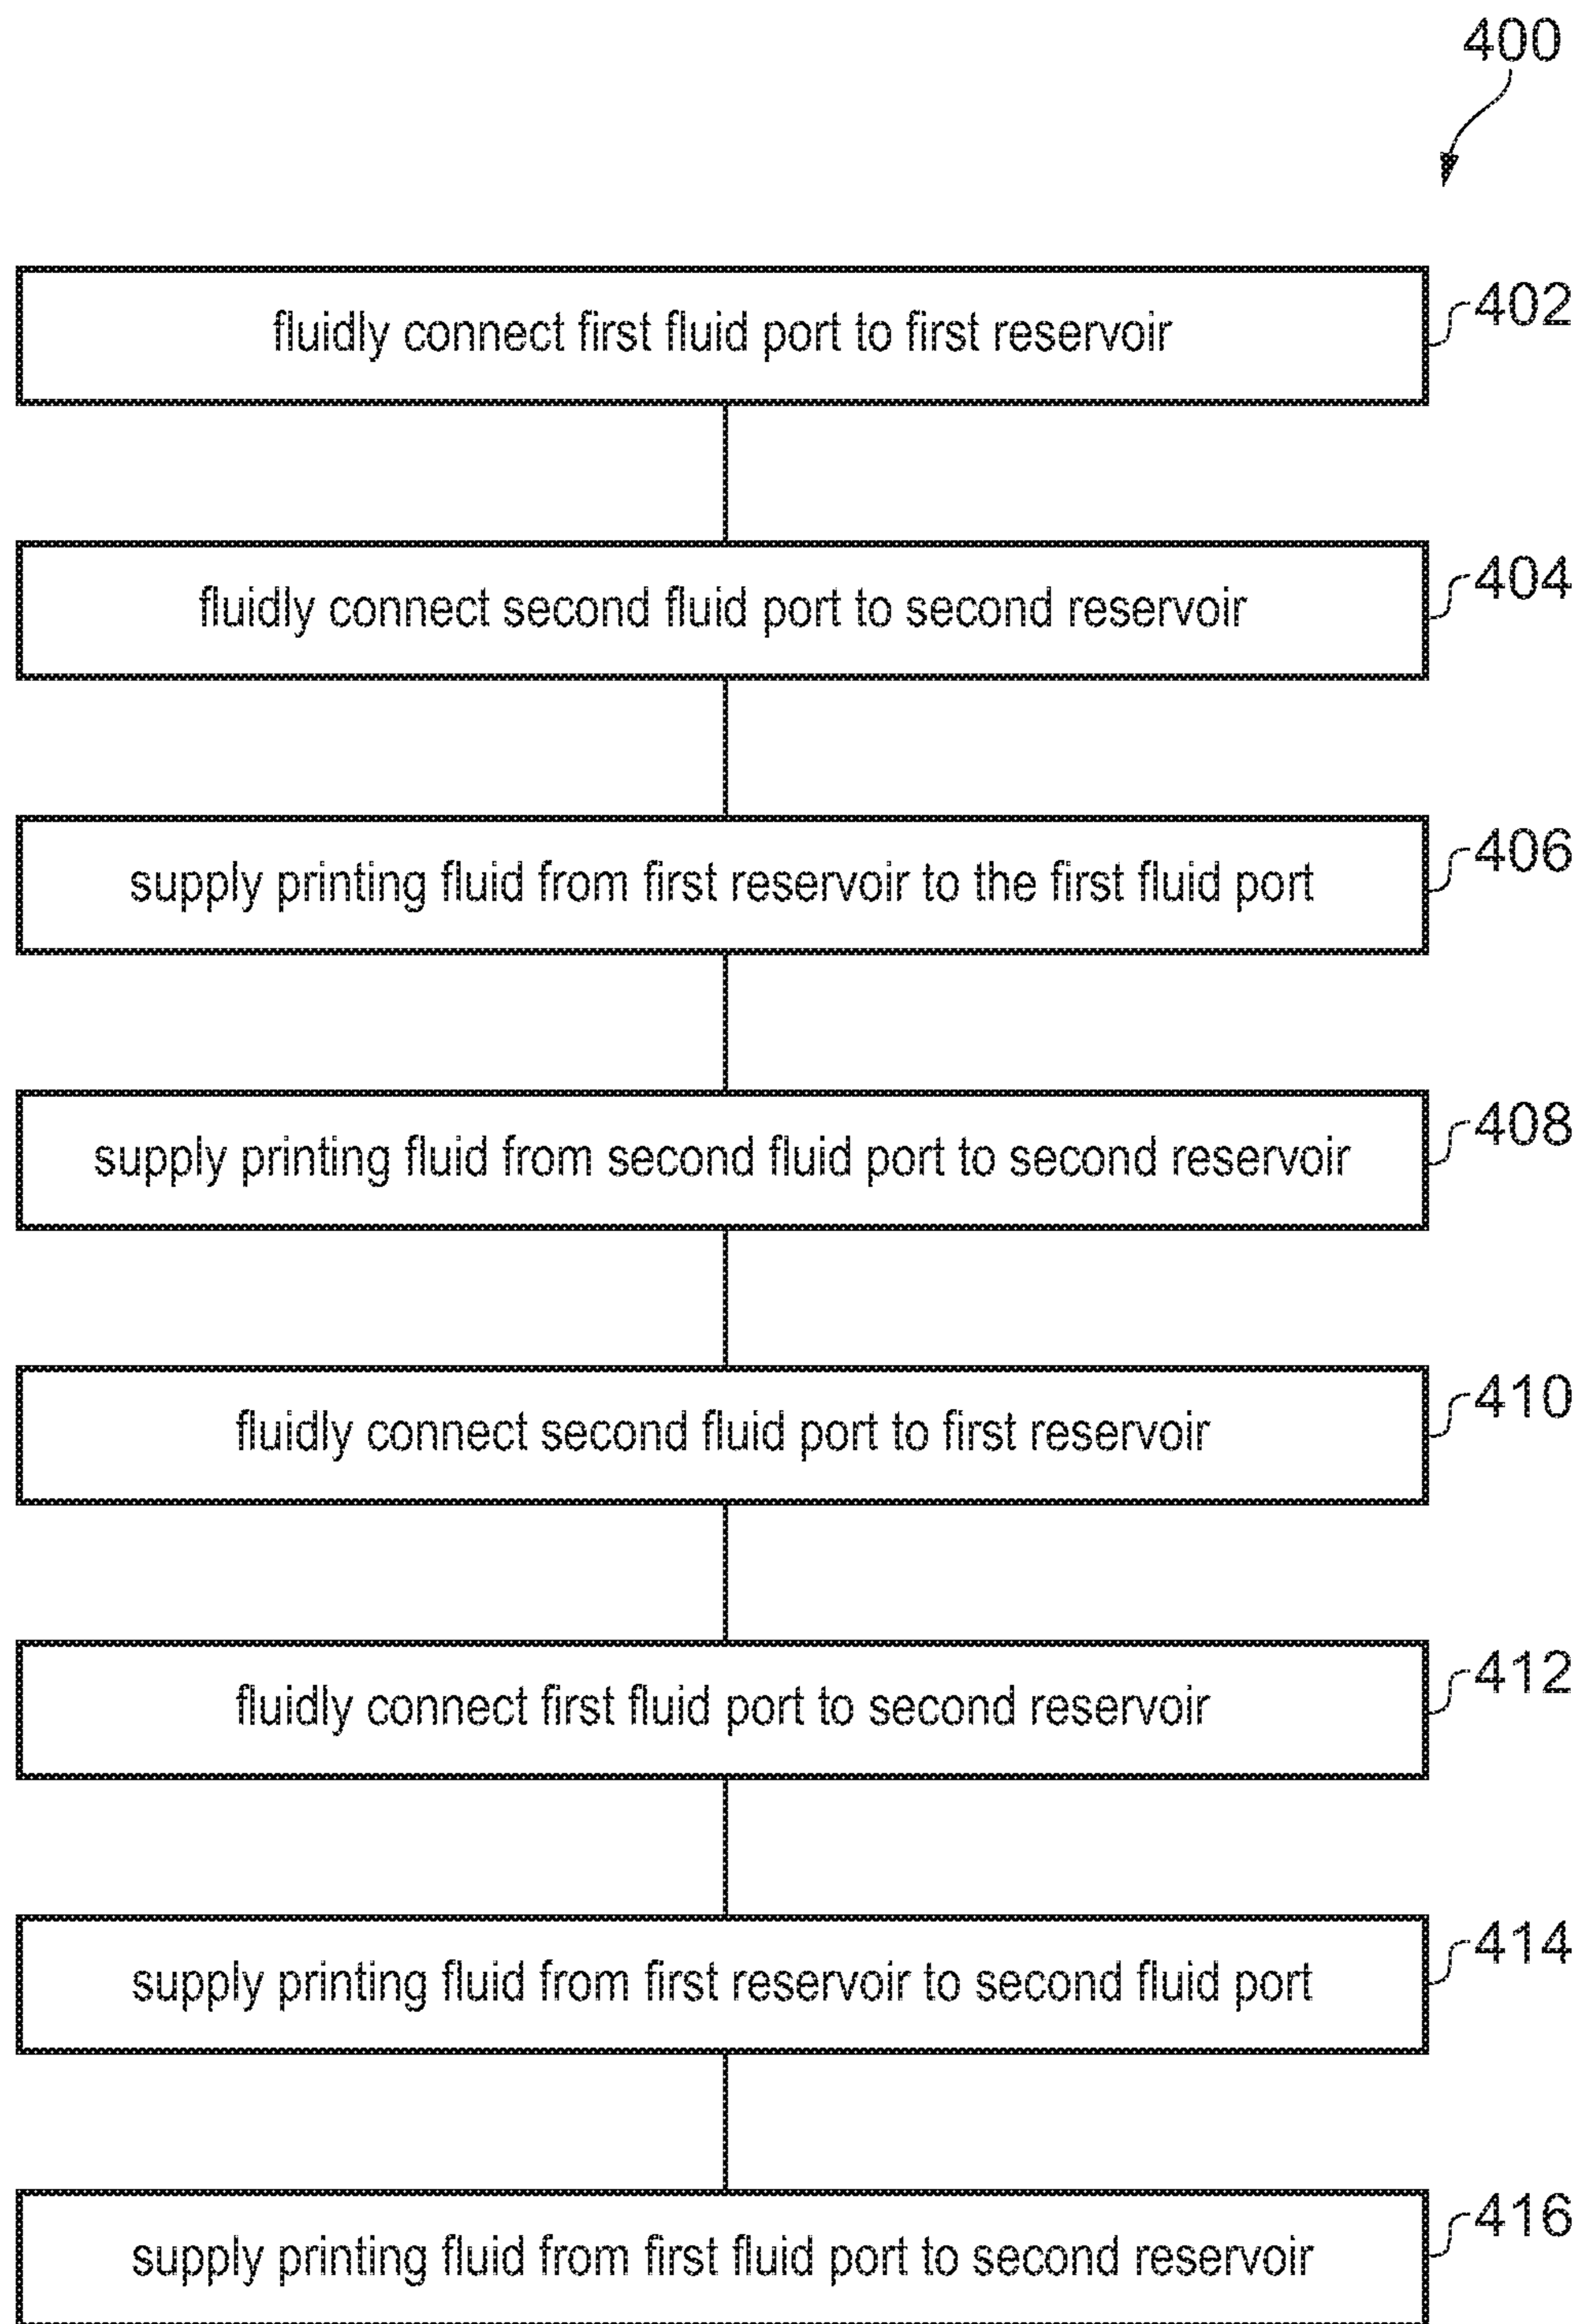 400
fluidly connect first fluid port to first reservoir
402
fluidly connect second fluid port to second reservoir
404
supply printing fluid from first reservoir to the first fluid port
406
supply printing fluid from second fluid port to second reservoir
408
fluidly connect second fluid port to first reservoir
410
fluidly connect first fluid port to second reservoir
412
supply printing fluid from first reservoir to second fluid port
414
supply printing fluid from first fluid port to second reservoir
416